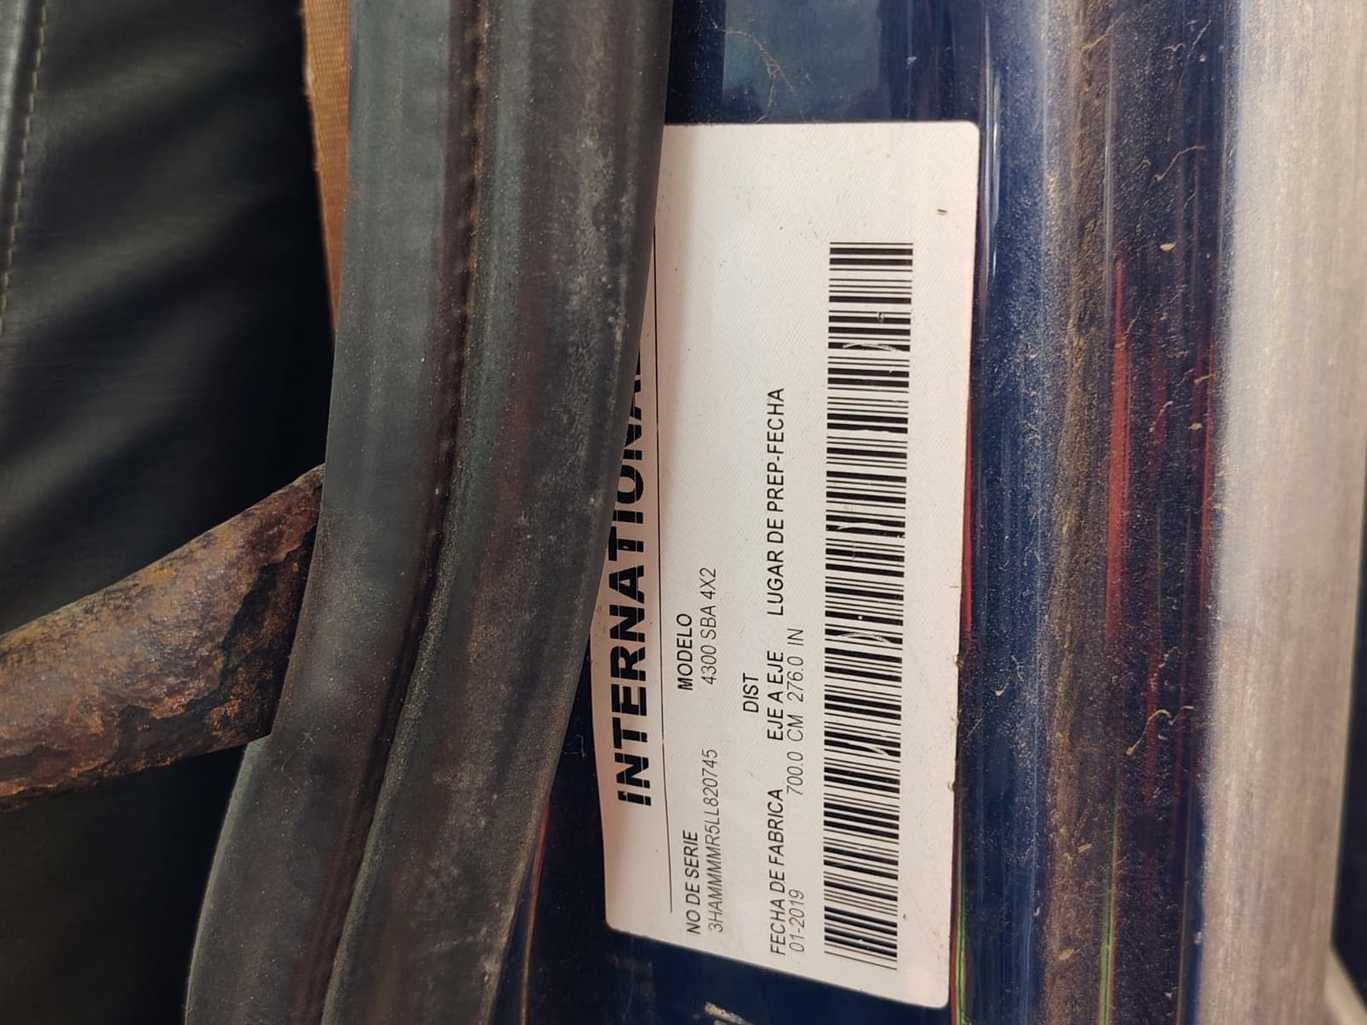 INTERNATIONAL
NO DE SERIE MODELO
3HAMMMMR5LL820745 4300 SBA 4X2
DIST
FECHA DE FABRICA EJE A EJE LUGAR DE PREP-FECHA
01-2019 700.0 CM 276.0 IN